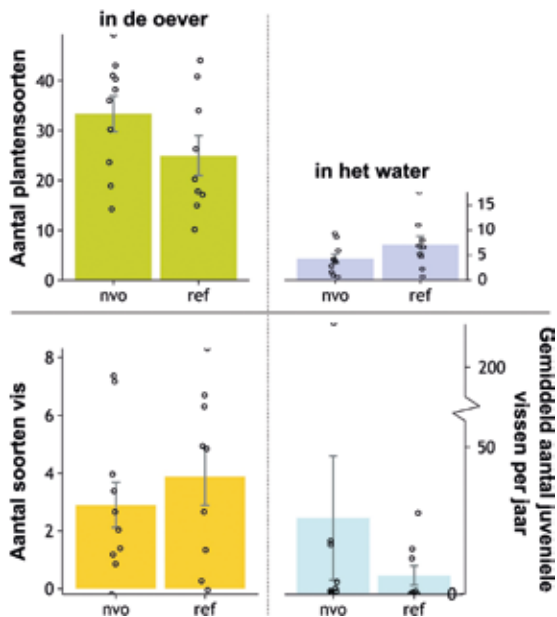 in de oever
Aantal plantensoorten
40
30
20
10
0
nvo
ref
in het water
15
10
5
0
nvo
ref
Aantal soorten vis
8
6
4
2
0
nvo
ref
Gemiddeld aantal juveniele
vissen per jaar
200
50
0
nvo
ref